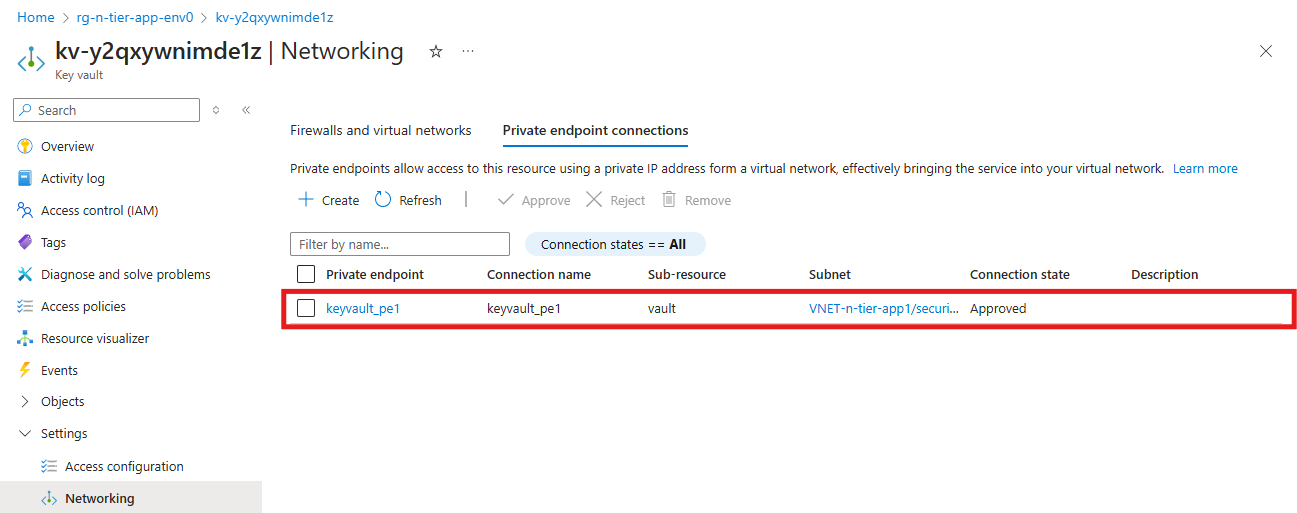 Home > rg-n-tier-app-env0 > kv-y2qxywnimde1z
kv-y2qxywnimde1z | Networking
Key vault
Search
Overview
Activity log
Access control (IAM)
Tags
Diagnose and solve problems
Access policies
Resource visualizer
Events
Objects
Settings
Access configuration
Networking
Firewalls and virtual networks Private endpoint connections
Private endpoints allow access to this resource using a private IP address form a virtual network, effectively bringing the service into your virtual network. Learn more
Create Refresh | Approve Reject Remove
Filter by name... Connection states == All
Private endpoint Connection name Sub-resource Subnet Connection state Description
keyvault_pe1 keyvault_pe1 vault VNET-n-tier-app1/securi... Approved